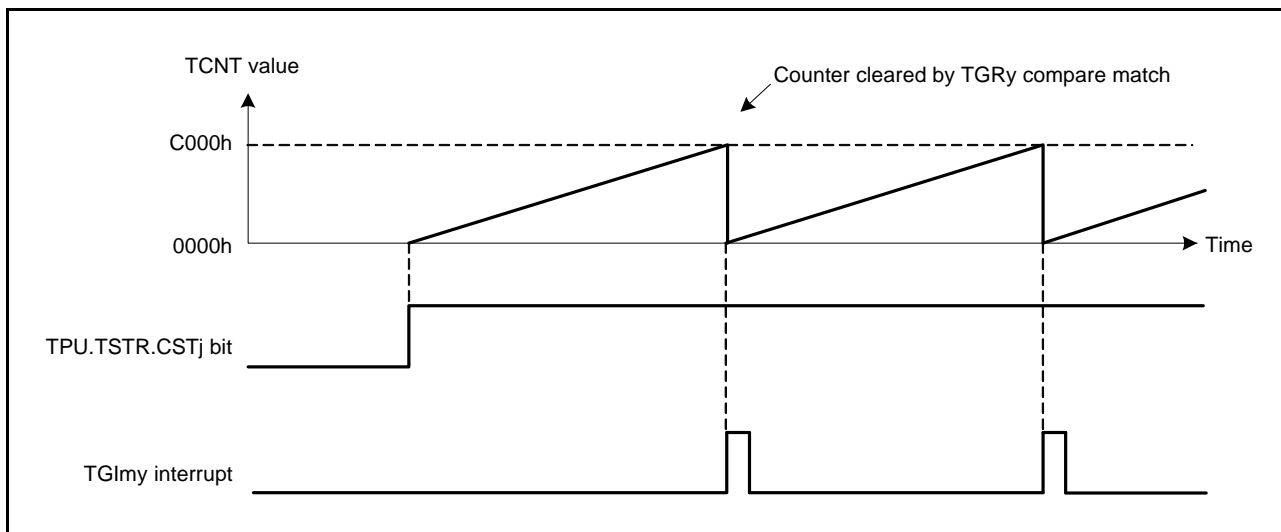 TCNT value
Counter cleared by TGRy compare match
C000h
0000h
Time
TPU.TSTR.CSTj bit
TGImy interrupt